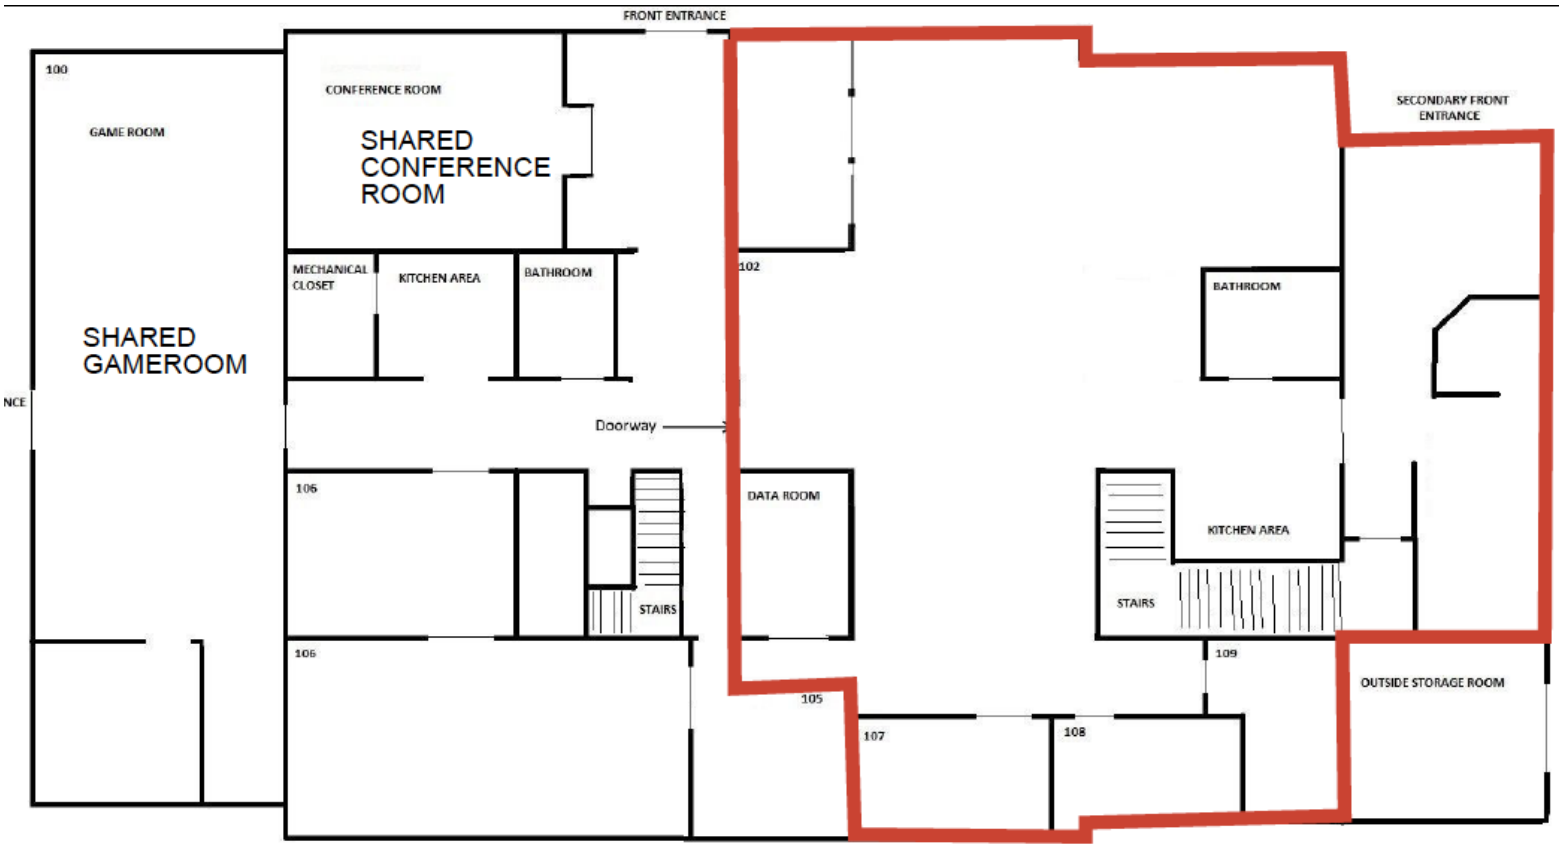 FRONT ENTRANCE
100
CONFERENCE ROOM
SECONDARY FRONT
ENTRANCE
GAME ROOM
SHARED
CONFERENCE
ROOM
MECHANICAL
CLOSET
KITCHEN AREA
BATHROOM
102
BATHROOM
SHARED
GAMEROOM
NCE
Doorway
106
DATA ROOM
KITCHEN AREA
STAIRS
STAIRS
106
109
105
OUTSIDE STORAGE ROOM
107
108